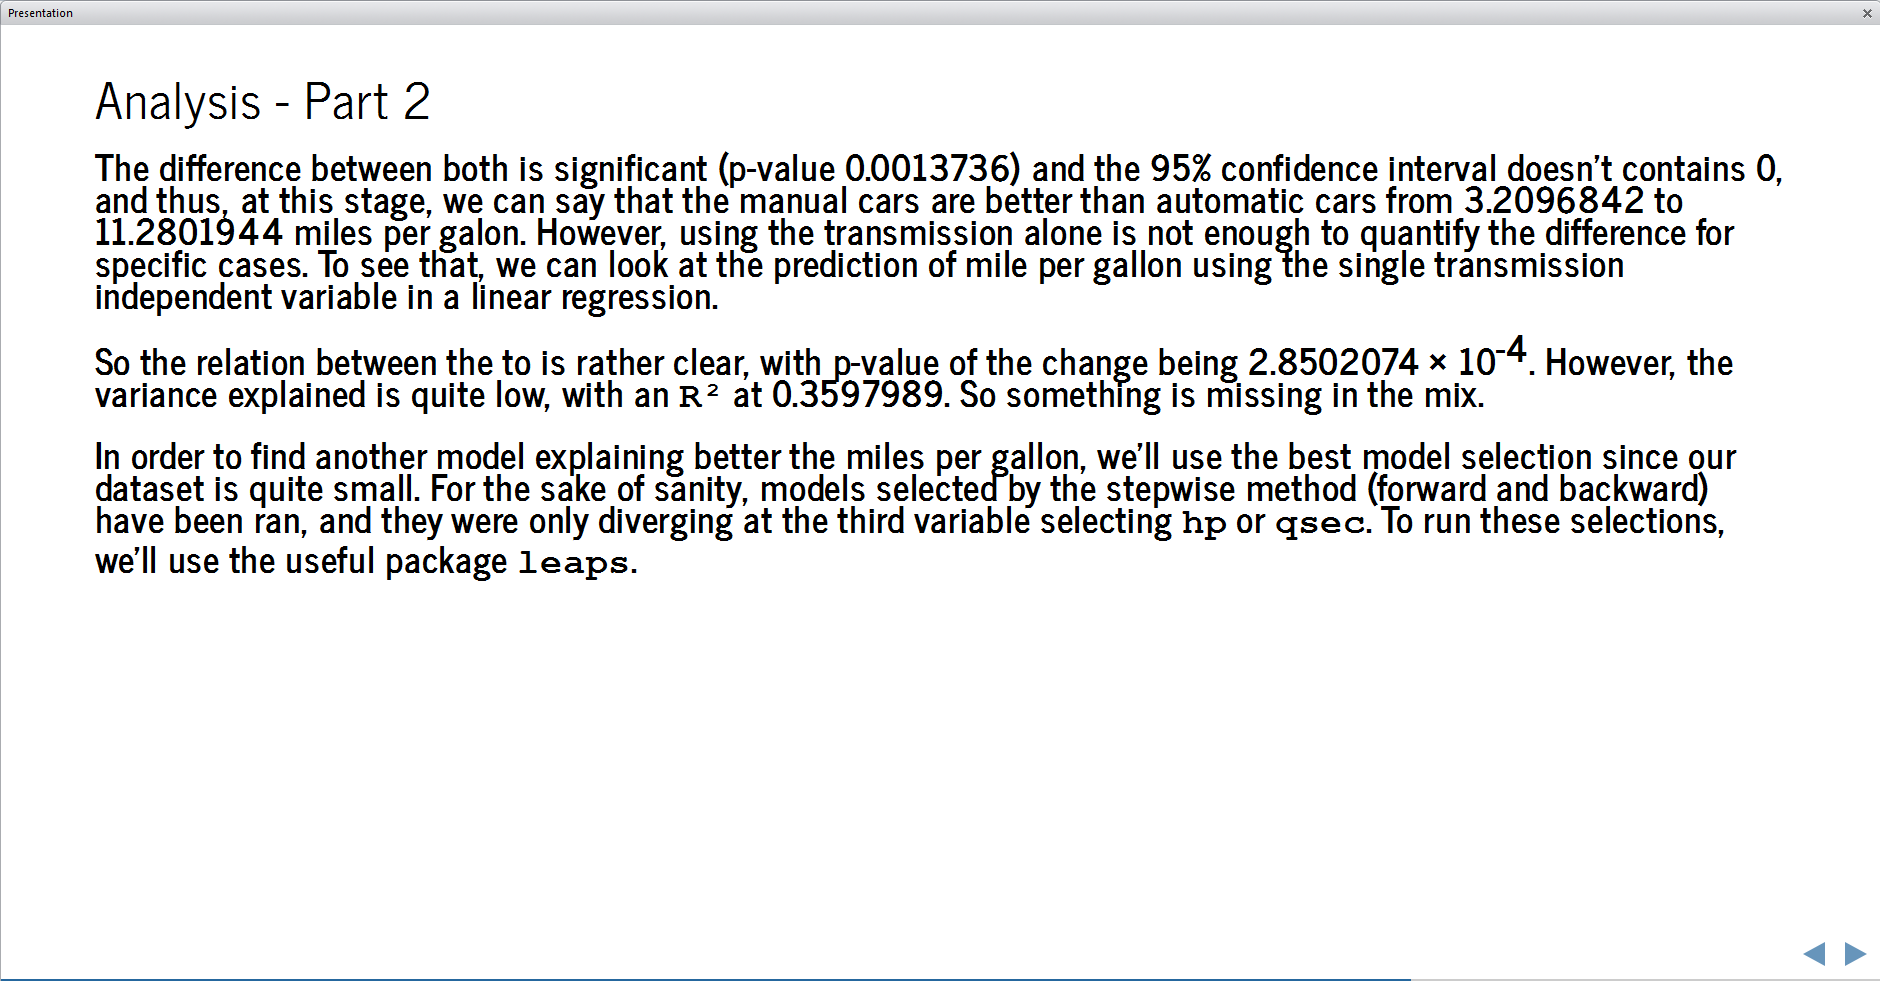 Presentation
Analysis - Part 2
The difference between both is significant (p-value 0.0013736) and the 95% confidence interval doesn't contains 0,
and thus, at this stage, we can say that the manual cars are better than automatic cars from 3.2096842 to
11.2801944 miles per galon. However, using the transmission alone is not enough to quantify the difference for
specific cases. To see that, we can look at the prediction of mile per gallon using the single transmission
independent variable in a linear regression.
So the relation between the to is rather clear, with p-value of the change being 2.8502074 × 10⁻⁴. However, the
variance explained is quite low, with an R² at 0.3597989. So something is missing in the mix.
In order to find another model explaining better the miles per gallon, we'll use the best model selection since our
dataset is quite small. For the sake of sanity, models selected by the stepwise method (forward and backward)
have been ran, and they were only diverging at the third variable selecting hp or qsec. To run these selections,
we'll use the useful package leaps.